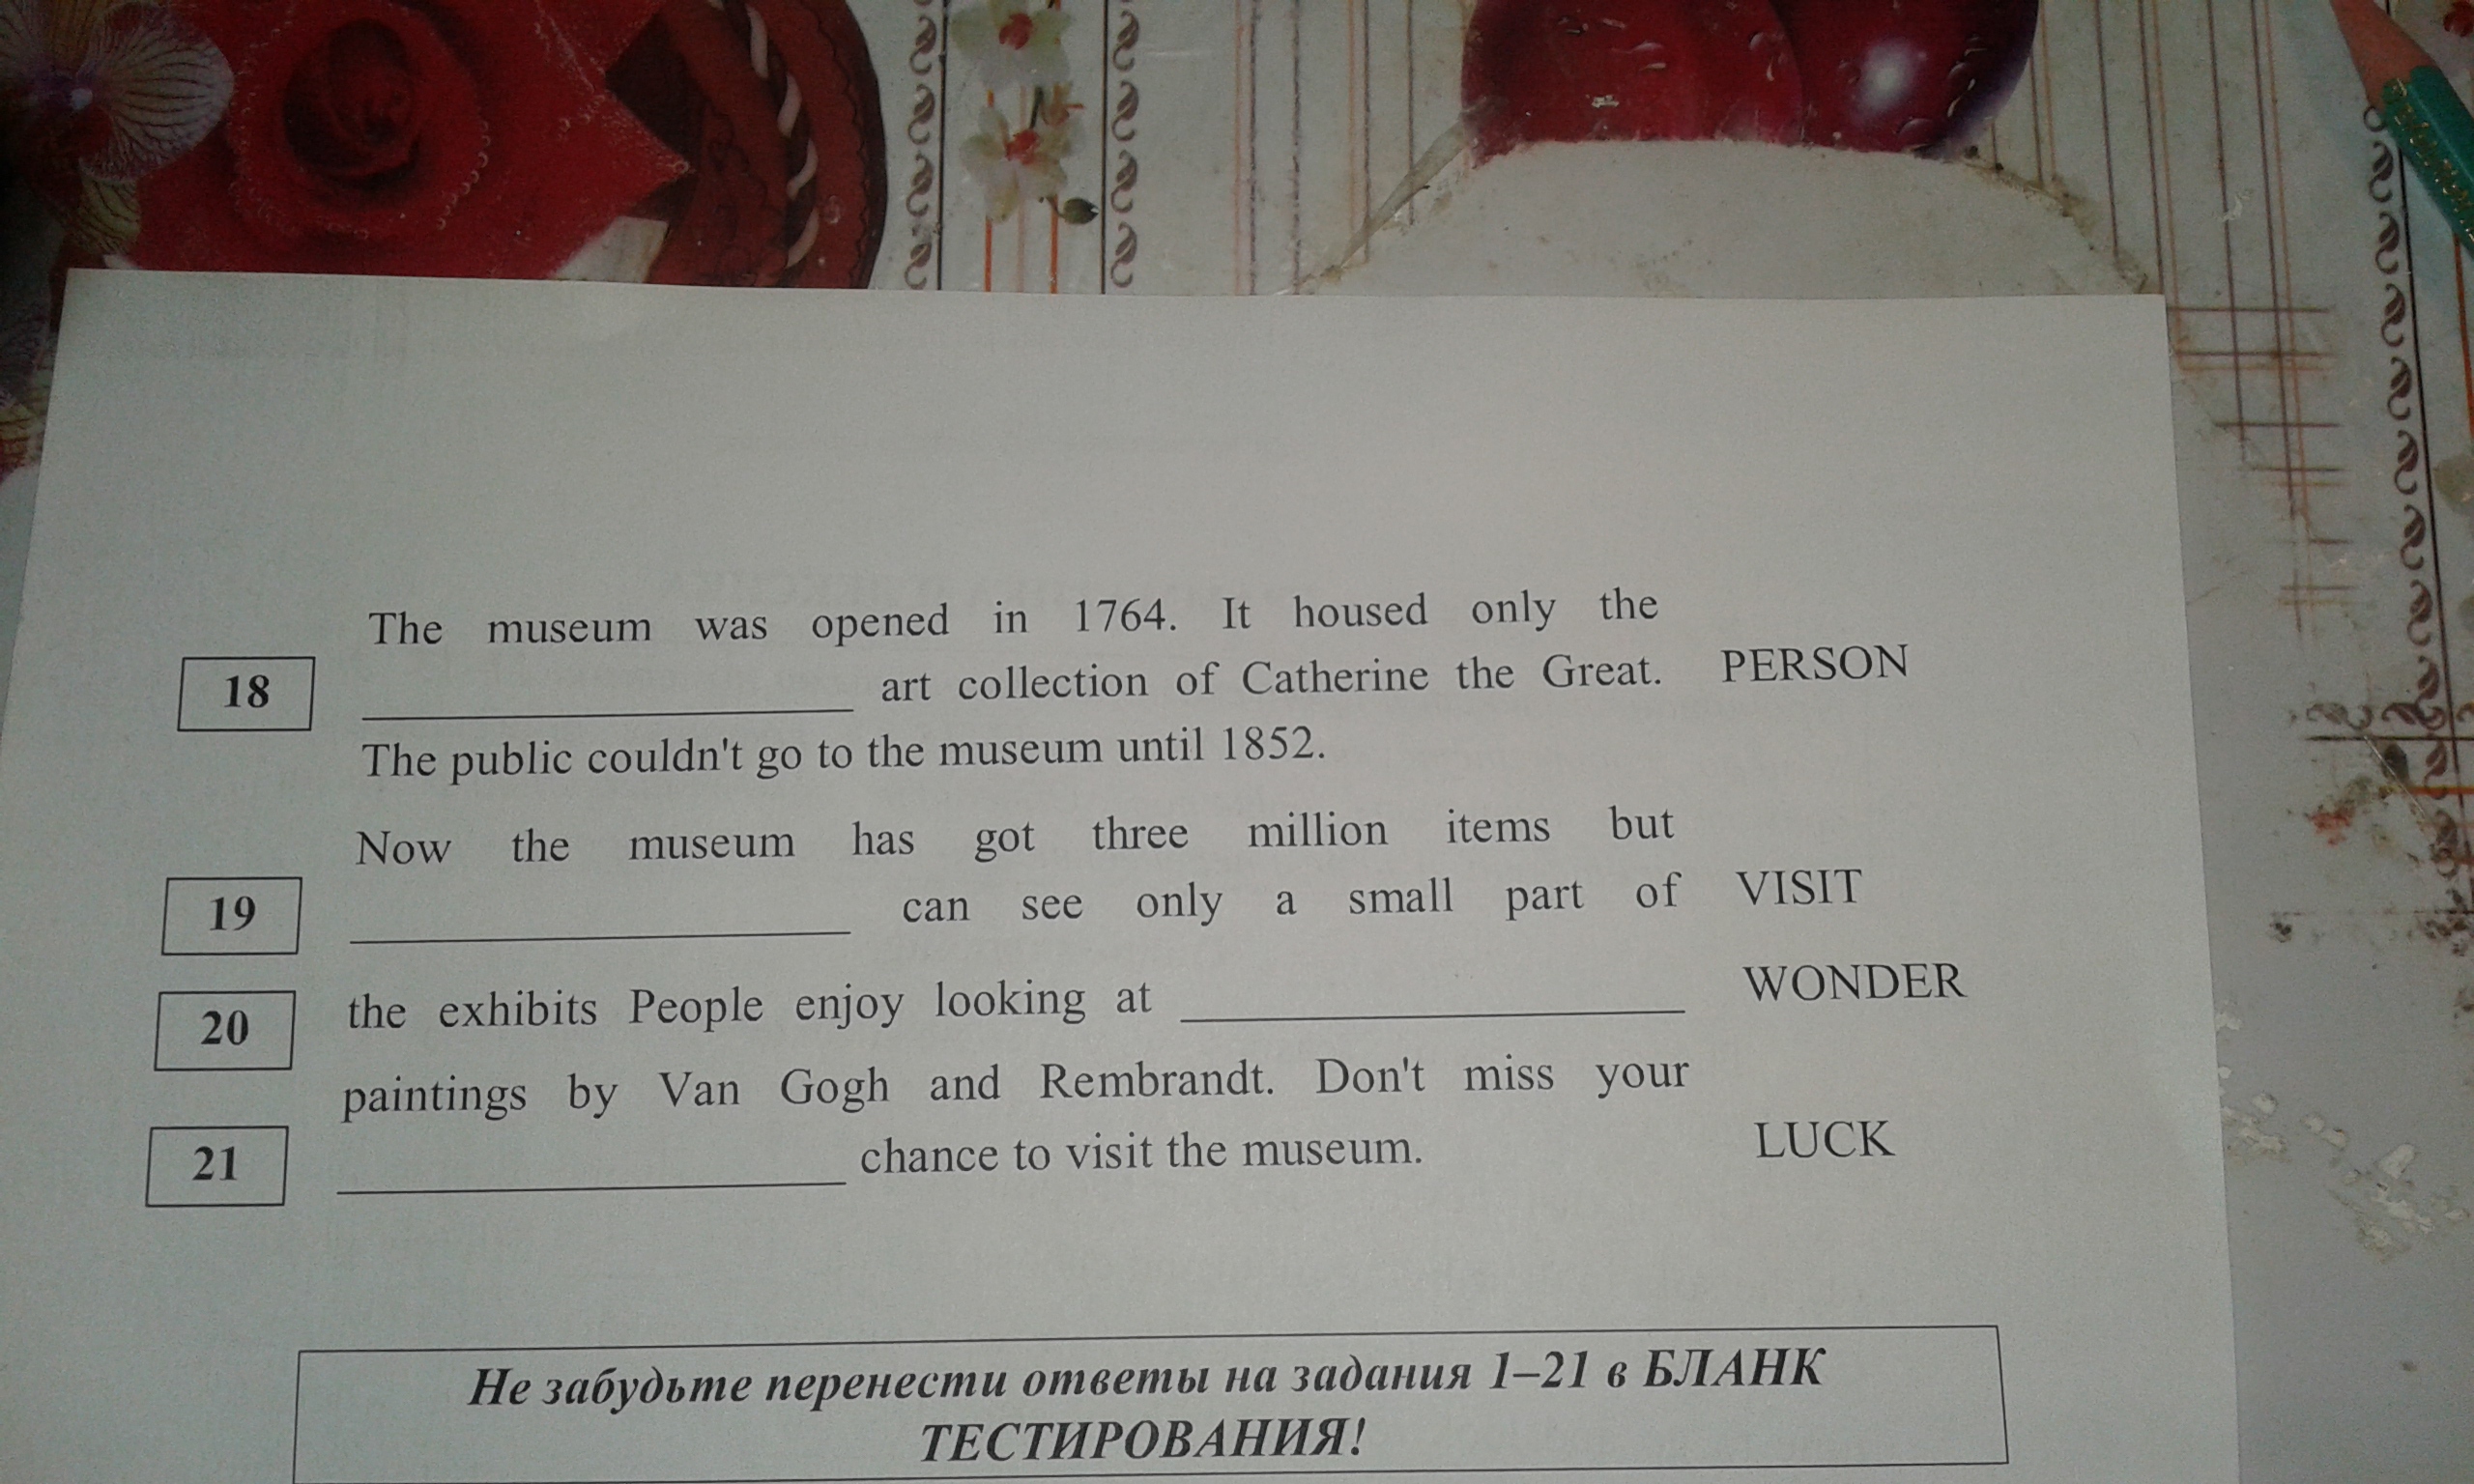 The museum was opened in 1764. It housed only the
18 ____________ art collection of Catherine the Great. PERSON
The public couldn't go to the museum until 1852.
Now the museum has got three million items but
19 ____________ can see only a small part of VISIT
20 the exhibits People enjoy looking at ____________ WONDER
paintings by Van Gogh and Rembrandt. Don't miss your
21 ____________ chance to visit the museum. LUCK
Не забудьте перенести ответы на задания 1–21 в БЛАНК
ТЕСТИРОВАНИЯ!